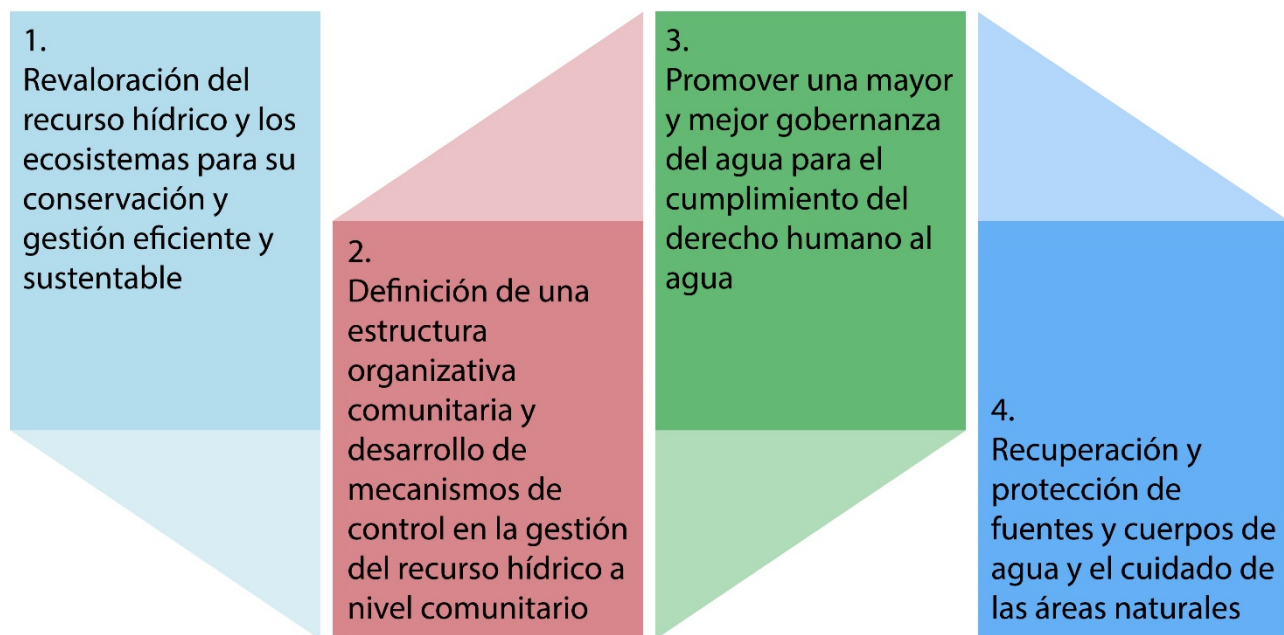 1.
Revaloración del
recurso hídrico y los
ecosistemas para su
conservación y
gestión eficiente y
sustentable
2.
Definición de una
estructura
organizativa
comunitaria y
desarrollo de
mecanismos de
control en la gestión
del recurso hídrico a
nivel comunitario
3.
Promover una mayor
y mejor gobernanza
del agua para el
cumplimiento del
derecho humano al
agua
4.
Recuperación y
protección de
fuentes y cuerpos de
agua y el cuidado de
las áreas naturales